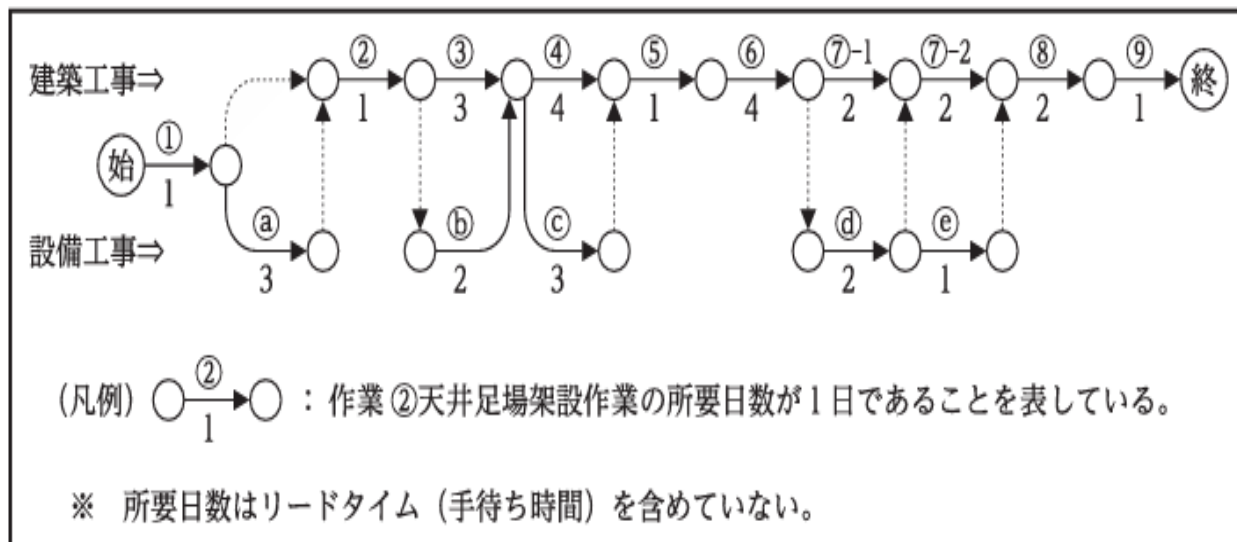 ② ③ ④ ⑤ ⑥ ⑦-1 ⑦-2 ⑧ ⑨
建築工事⇒ 終
1 3 4 1 4 2 2 2 1
①
始
1
ⓐ ⓑ ⓒ ⓓ ⓔ
設備工事⇒
3 2 3 2 1
②
(凡例) : 作業②天井足場架設作業の所要日数が1日であることを表している。
1
※ 所要日数はリードタイム(手待ち時間)を含めていない。